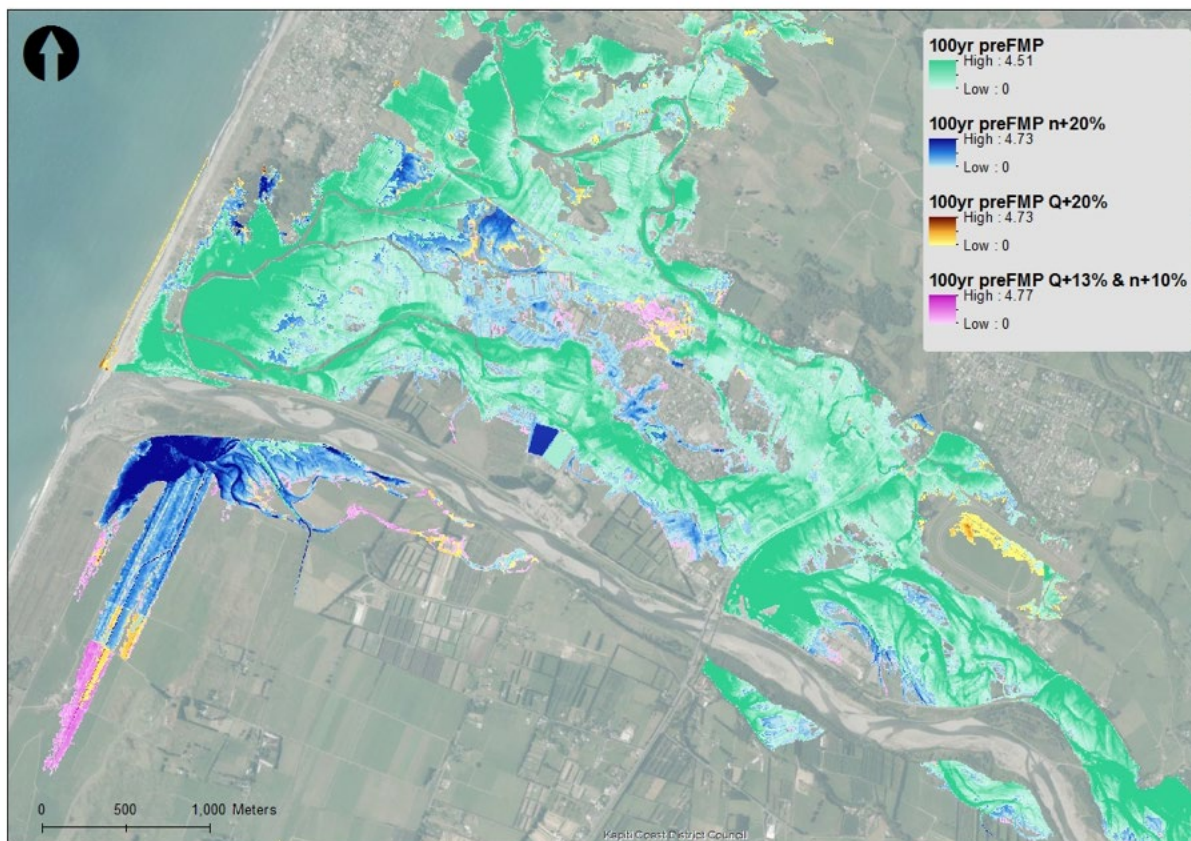 100yr preFMP
High : 4.51
Low : 0
100yr preFMP n+20%
High : 4.73
Low : 0
100yr preFMP Q+20%
High : 4.73
Low : 0
100yr preFMP Q+13% & n+10%
High : 4.77
Low : 0
0 500 1,000 Meters
Kapiti Coast District Council